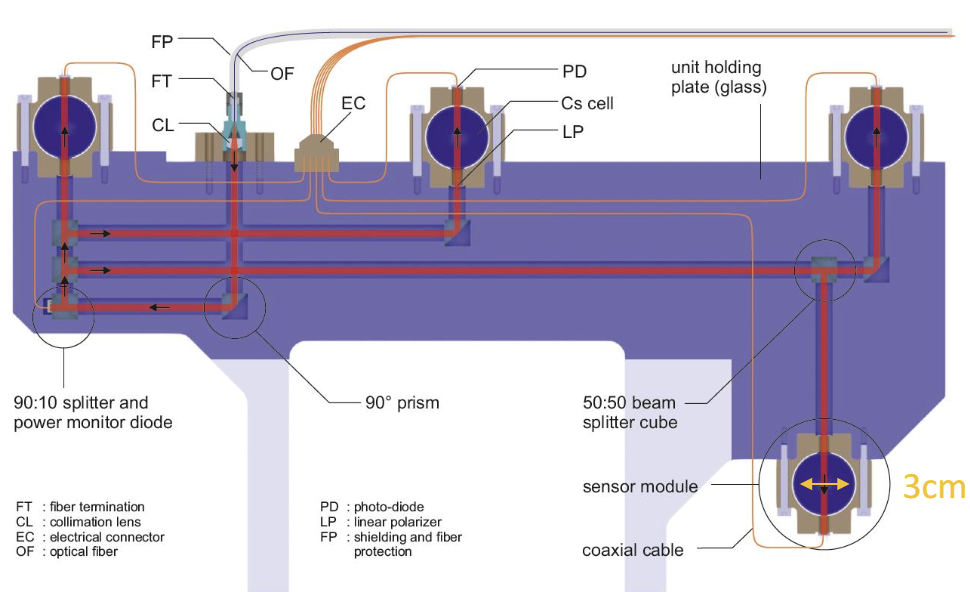 FP
OF
FT
EC
CL
PD
Cs cell
LP
unit holding
plate (glass)
90:10 splitter and
power monitor diode
90° prism
50:50 beam
splitter cube
sensor module
3cm
coaxial cable
FT : fiber termination
CL : collimation lens
EC : electrical connector
OF : optical fiber
PD : photo-diode
LP : linear polarizer
FP : shielding and fiber
protection